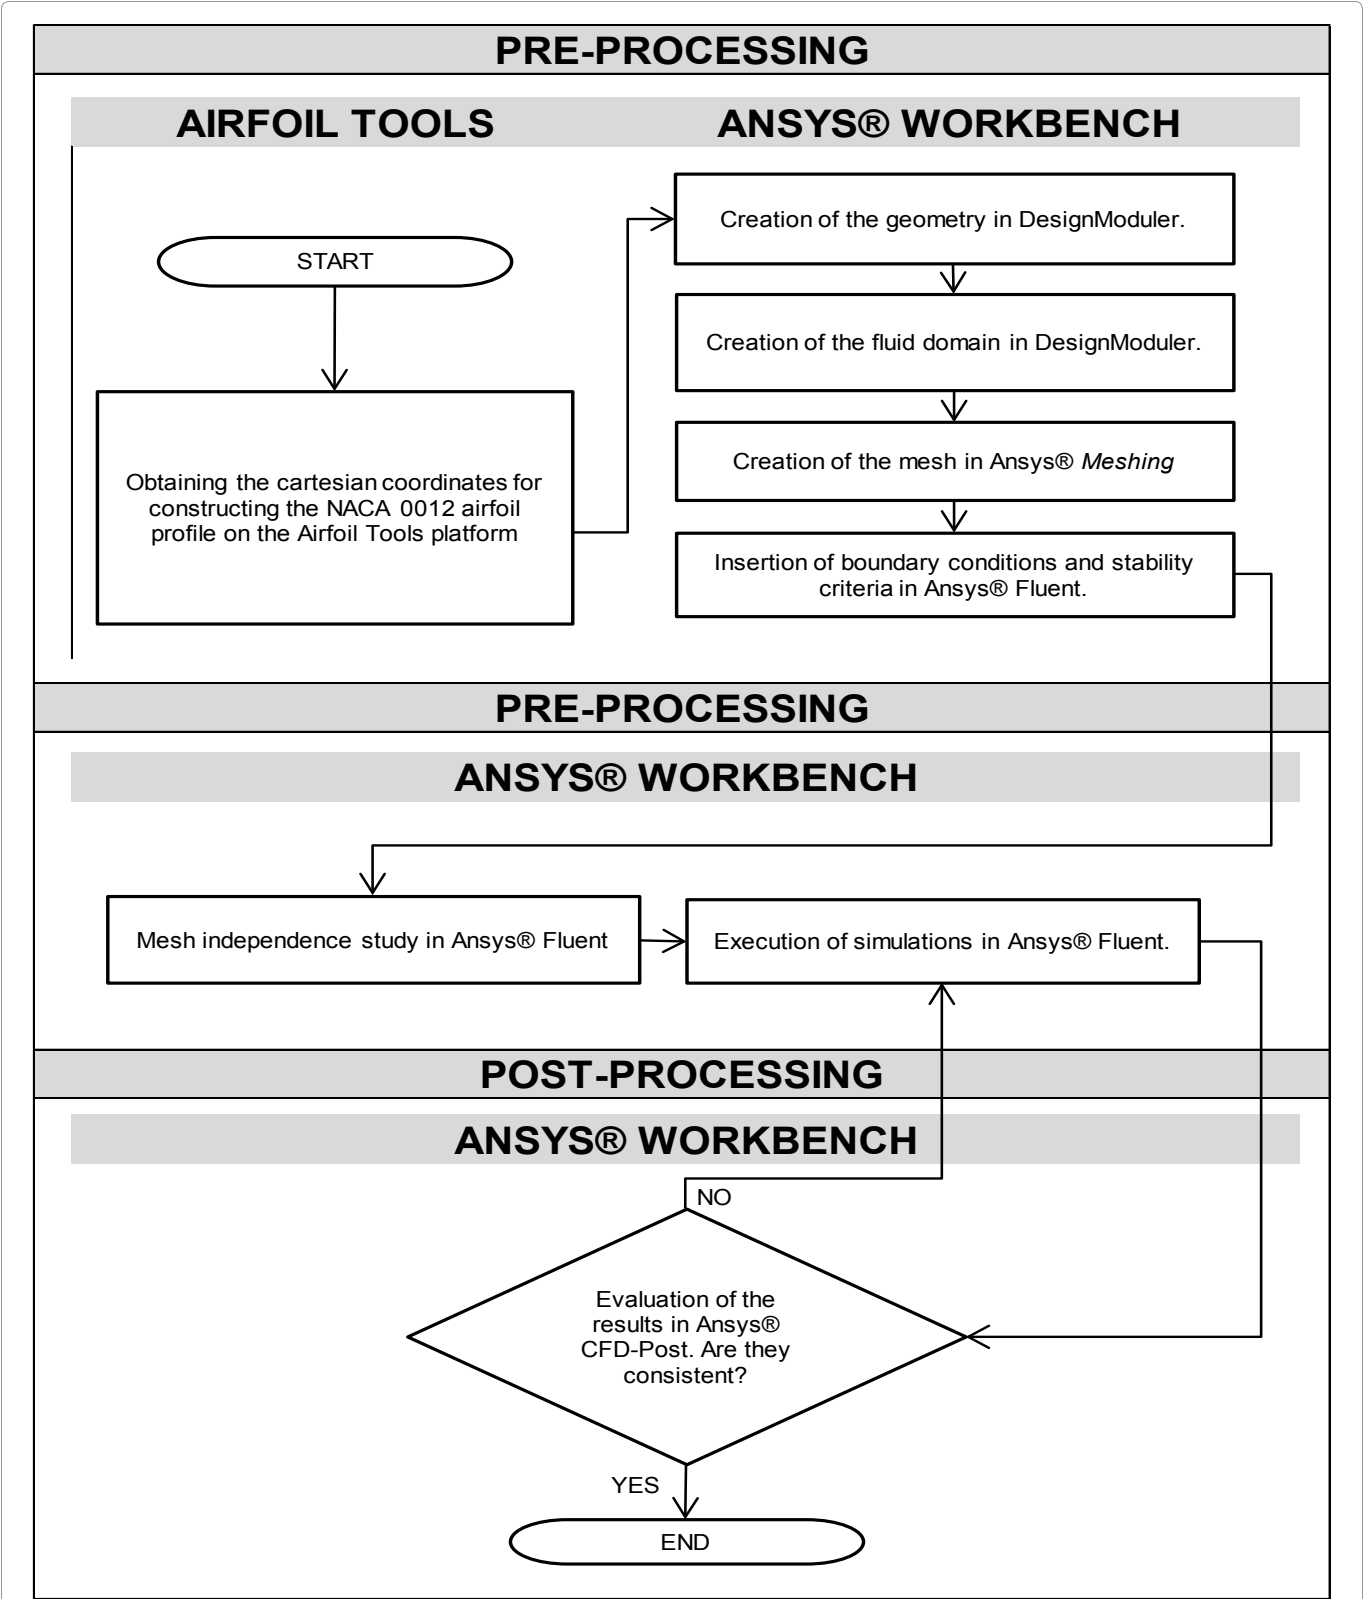 PRE-PROCESSING
AIRFOIL TOOLS
START
Obtaining the cartesian coordinates for
constructing the NACA 0012 airfoil
profile on the Airfoil Tools platform
ANSYS® WORKBENCH
Creation of the geometry in DesignModuler.
Creation of the fluid domain in DesignModuler.
Creation of the mesh in Ansys® Meshing
Insertion of boundary conditions and stability
criteria in Ansys® Fluent.
PRE-PROCESSING
ANSYS® WORKBENCH
Mesh independence study in Ansys® Fluent
Execution of simulations in Ansys® Fluent.
POST-PROCESSING
ANSYS® WORKBENCH
NO
Evaluation of the
results in Ansys®
CFD-Post. Are they
consistent?
YES
END